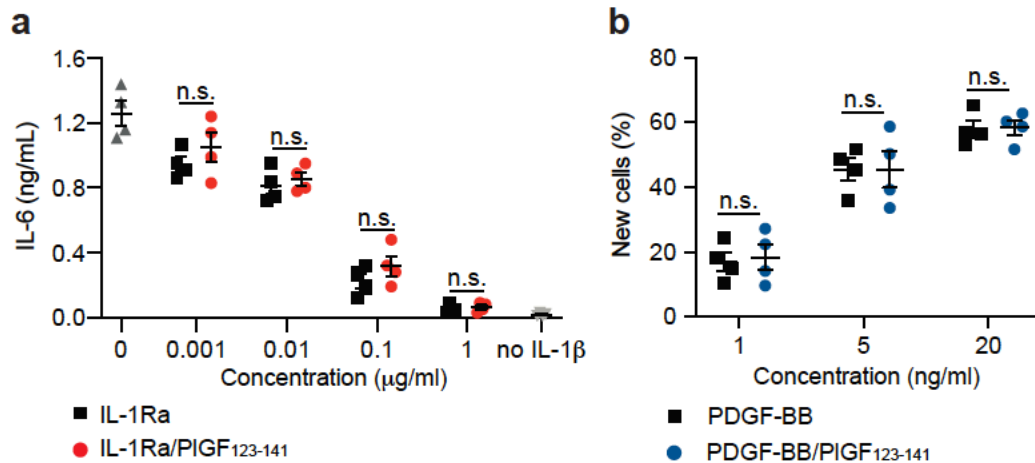 a
IL-6 (ng/mL)
1.6
1.2
0.8
0.4
0.0
n.s.
n.s.
n.s.
n.s.
0 0.001 0.01 0.1 1 no IL-1β
Concentration (μg/ml)
IL-1Ra
IL-1Ra/PlGF123-141
b
New cells (%)
80
60
40
20
0
n.s.
n.s.
n.s.
1 5 20
Concentration (ng/ml)
PDGF-BB
PDGF-BB/PlGF123-141